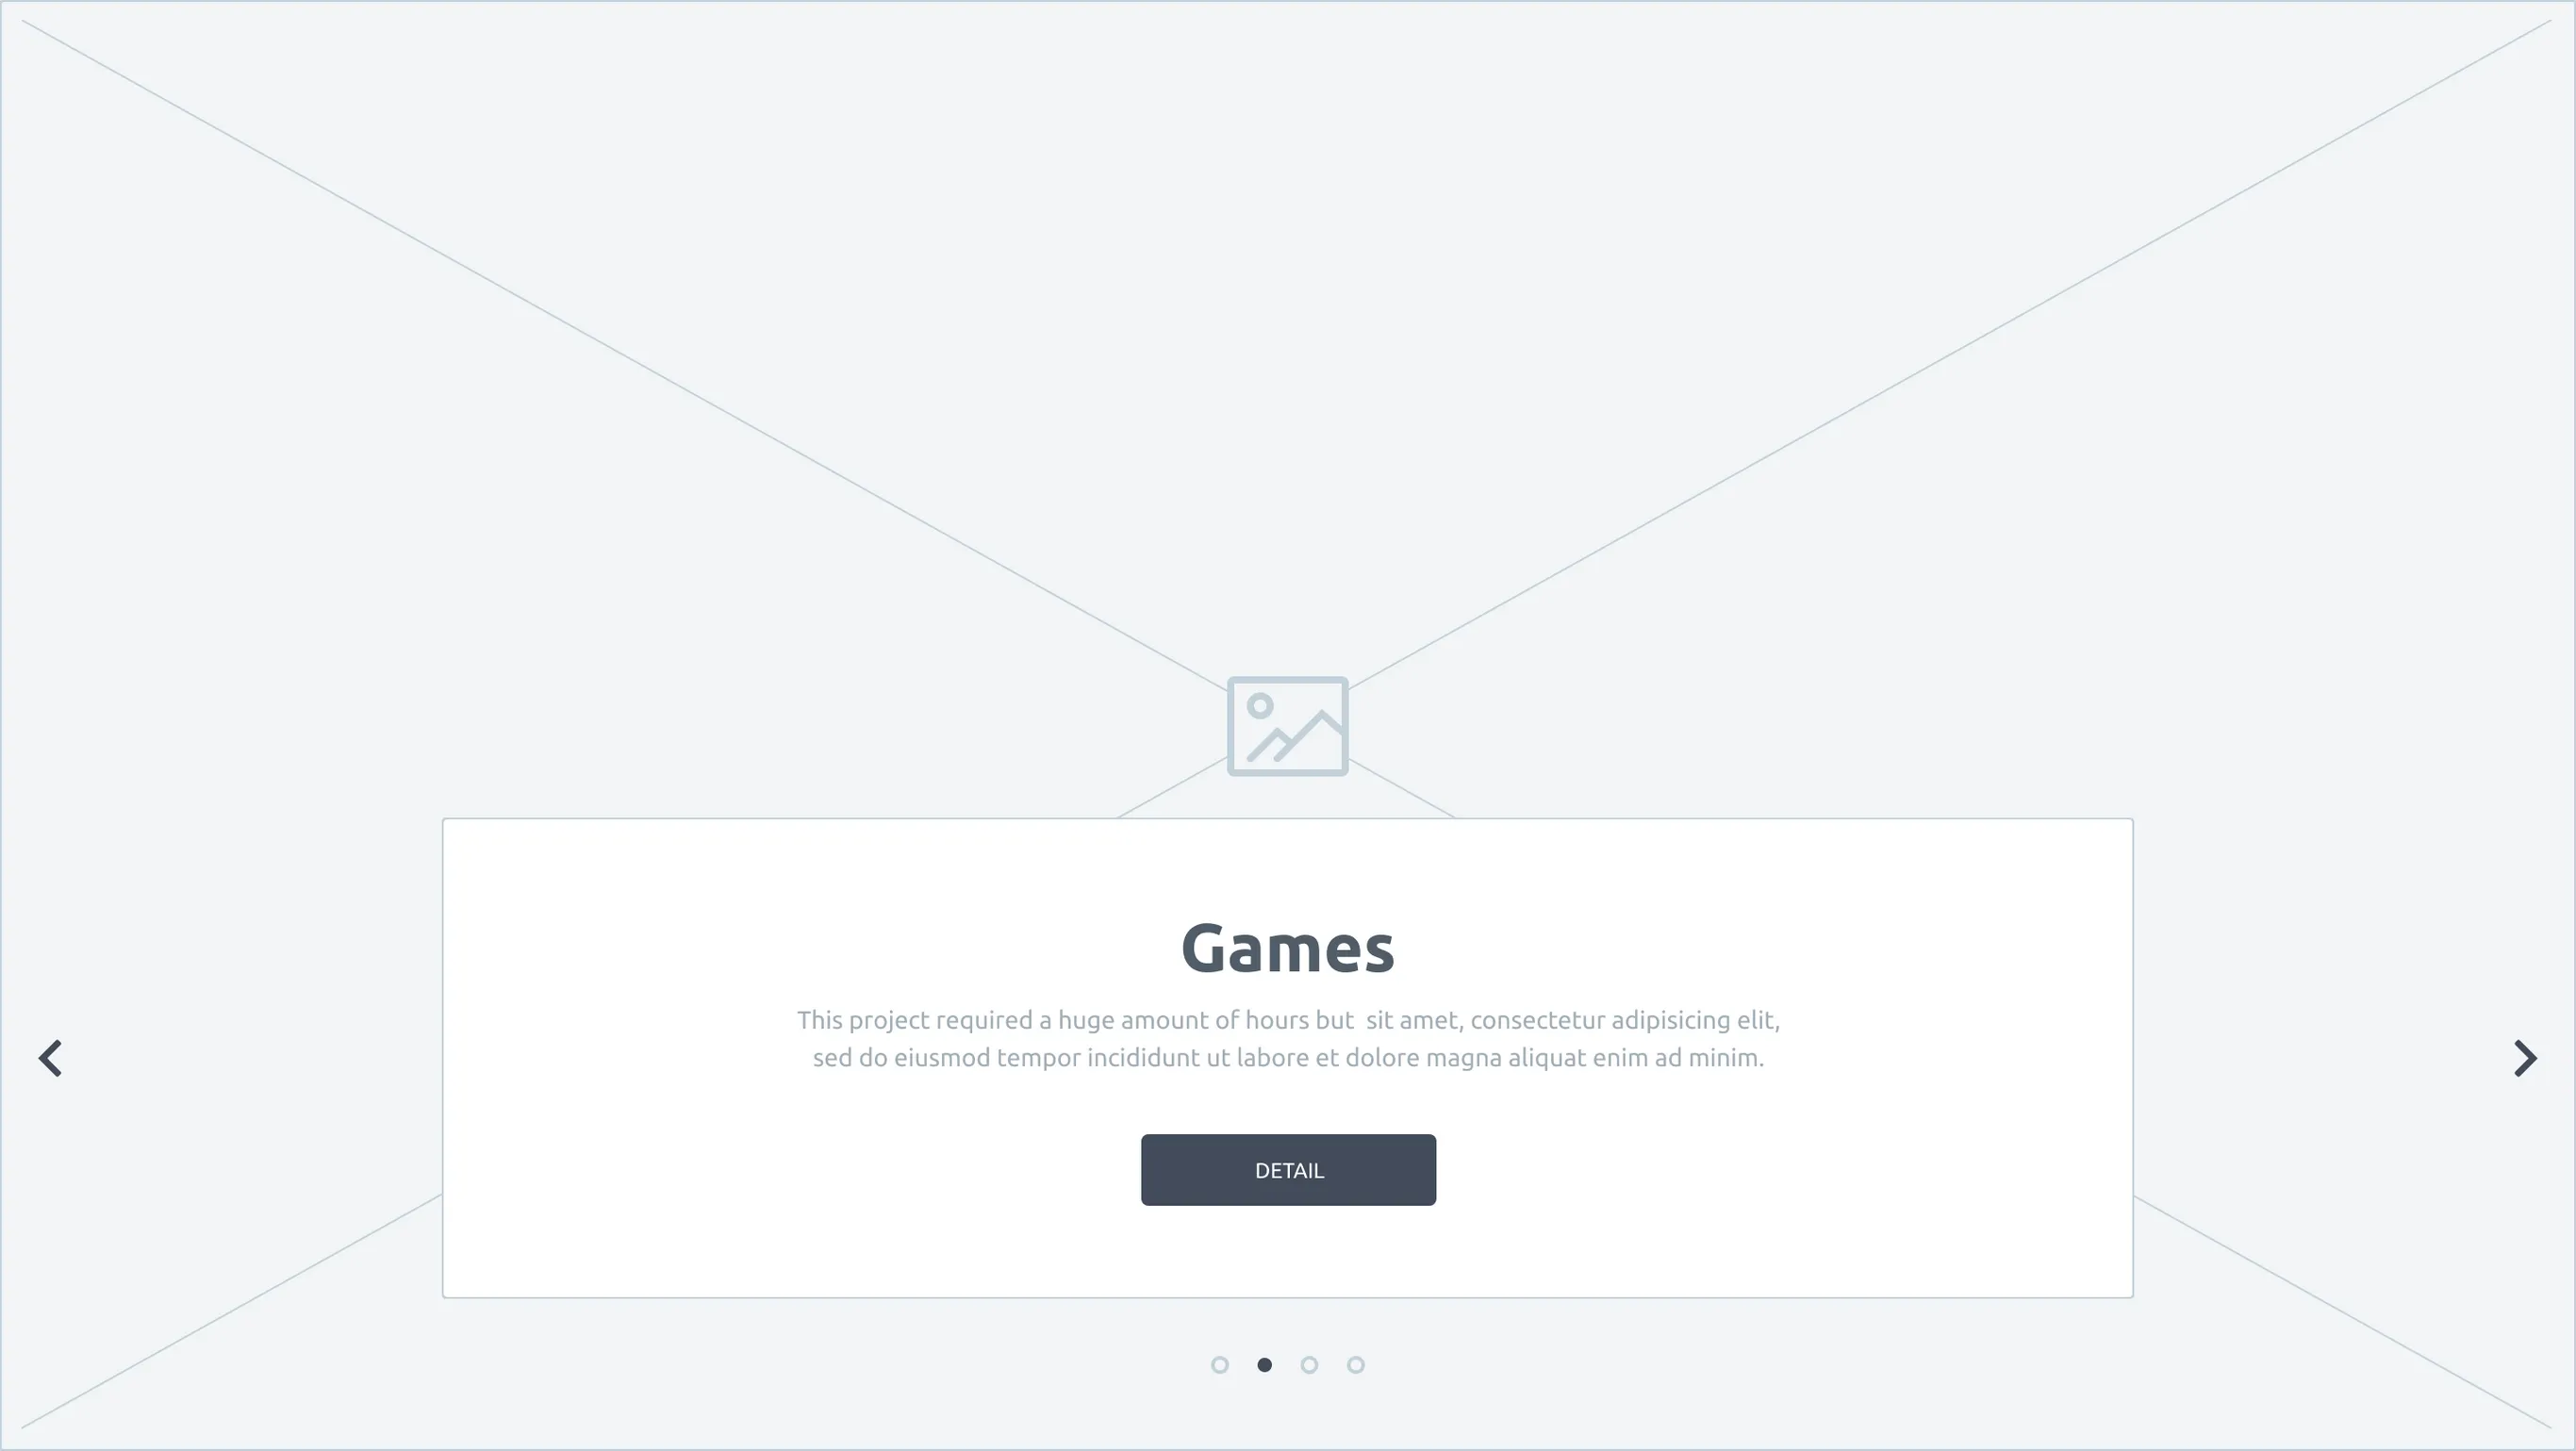 Games
This project required a huge amount of hours but  sit amet, consectetur adipisicing elit,
sed do eiusmod tempor incididunt ut labore et dolore magna aliquat enim ad minim.
DETAIL